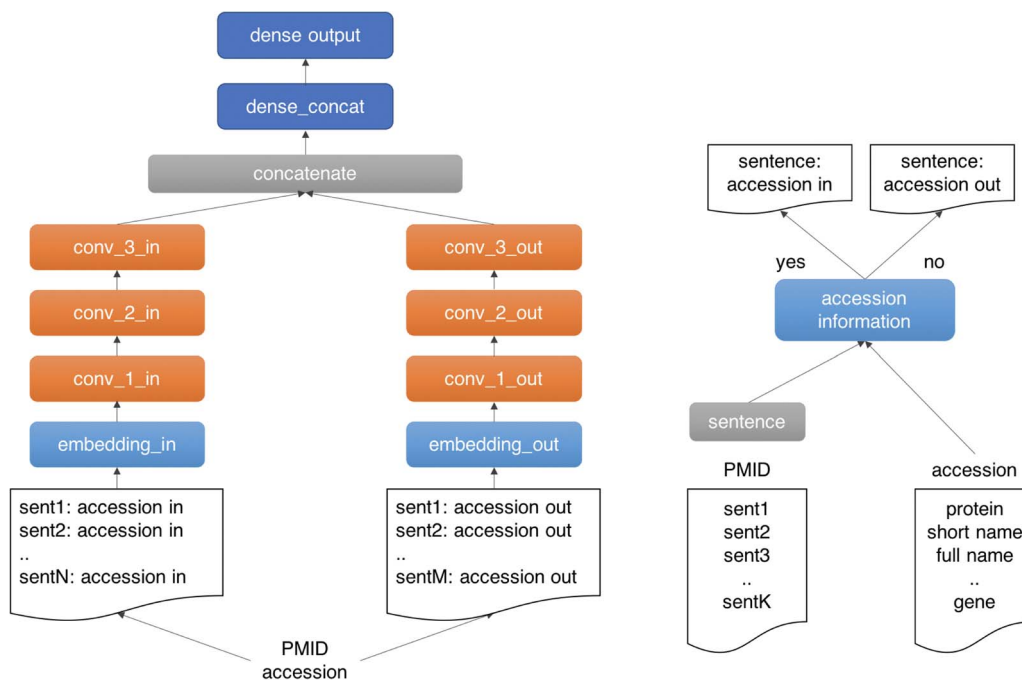 dense output
dense_concat
concatenate
conv_3_in
conv_2_in
conv_1_in
embedding_in
sent1: accession in
sent2: accession in
..
sentN: accession in
conv_3_out
conv_2_out
conv_1_out
embedding_out
sent1: accession out
sent2: accession out
..
sentM: accession out
PMID
accession
sentence:
accession in
sentence:
accession out
yes
no
accession
information
sentence
PMID
sent1
sent2
sent3
..
sentK
accession
protein
short name
full name
..
gene